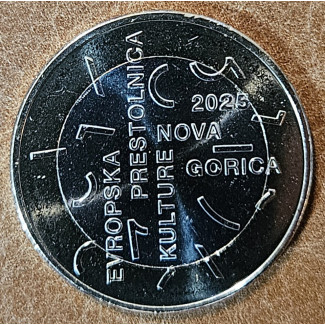 EVROPSKA
PRESTOLNICA
KULTURE
2025
NOVA
GORICA